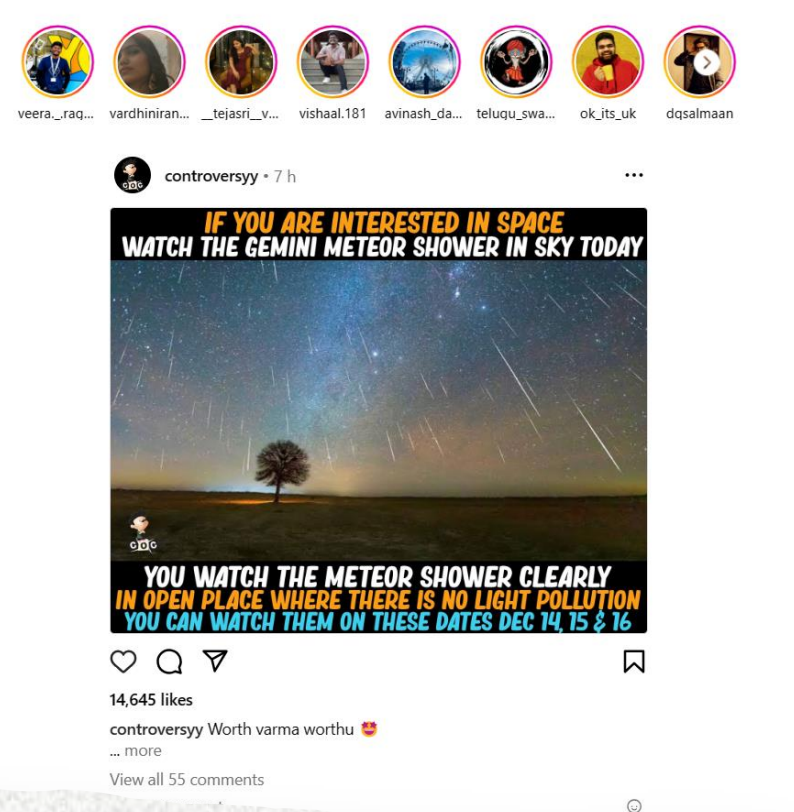 veera._.rag... vardhiniran... __tejasri__v... vishaal.181 avinash_da... telugu_swa... ok_its_uk dqsalmaan
controversyy • 7 h
IF YOU ARE INTERESTED IN SPACE
WATCH THE GEMINI METEOR SHOWER IN SKY TODAY
COC
YOU WATCH THE METEOR SHOWER CLEARLY
IN OPEN PLACE WHERE THERE IS NO LIGHT POLLUTION
YOU CAN WATCH THEM ON THESE DATES DEC 14, 15 & 16
14,645 likes
controversyy Worth varma worthu 🤩
... more
View all 55 comments